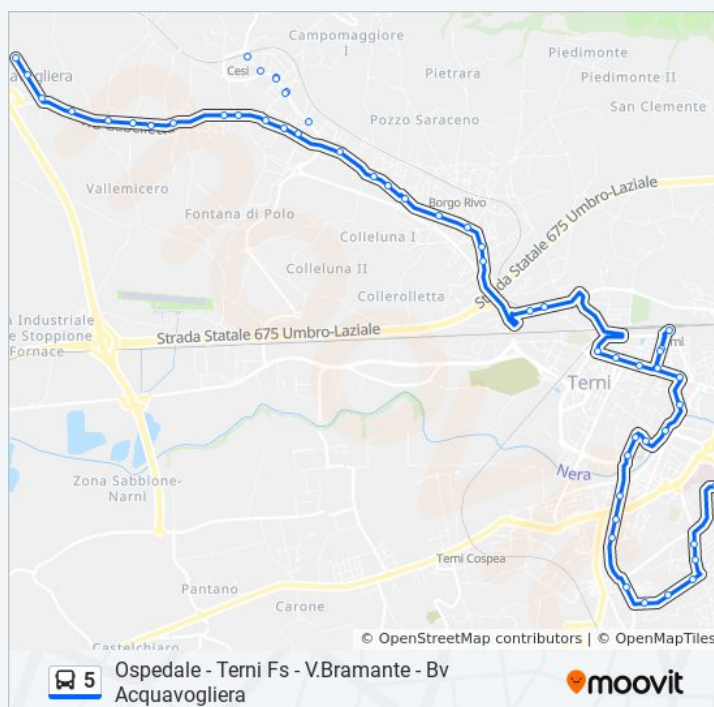 Campomaggiore
I
Cesi
Piedimonte
Pietrara
Piedimonte II
San Clemente
Pozzo Saraceno
Vallemicero
Borgo Rivo
Fontana di Polo
Colleluna I
Strada Statale 675 Umbro-Laziale
Colleluna II
Collerolletta
Strada Statale 675 Umbro-Laziale
Terni
Zona Sabbione-
Narni
Nera
Terni Cospea
Pantano
Carone
Castelchiaro
© OpenStreetMap contributors | © OpenMapTiles
5
Ospedale - Terni Fs - V.Bramante - Bv
Acquavogliera
moovit